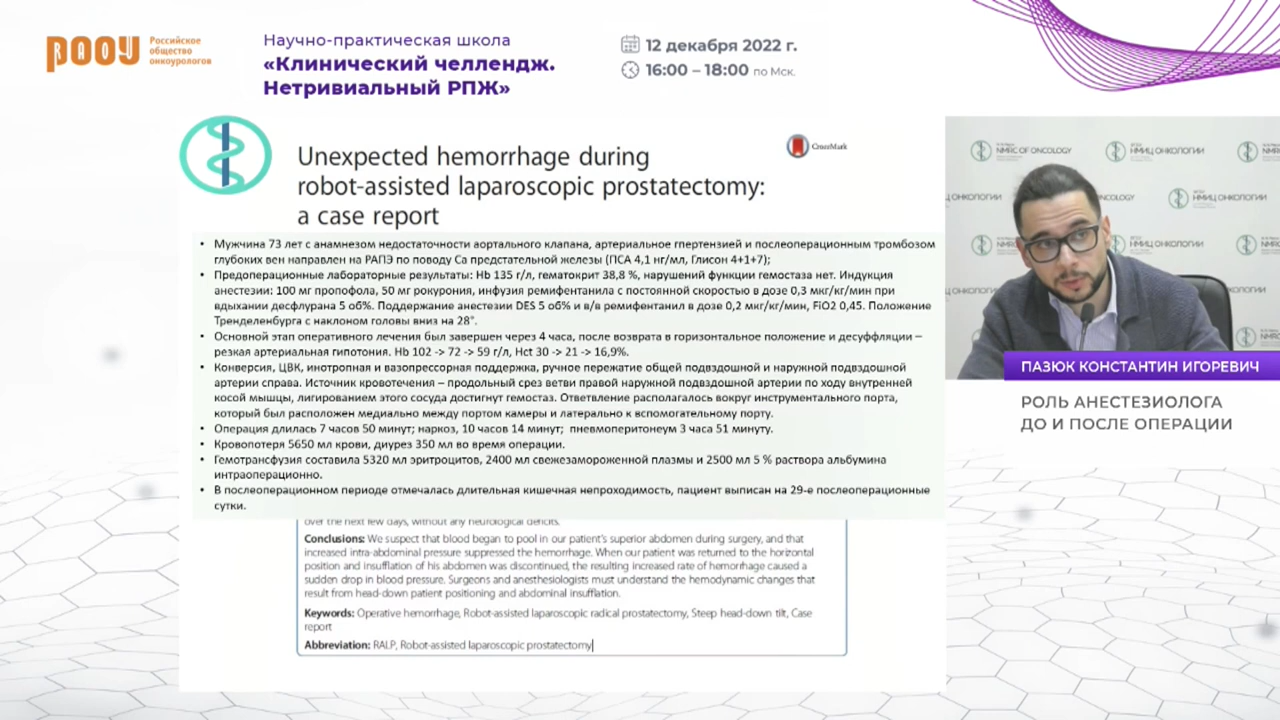 РАОУ
Российское
общество
онкоурологов
Научно-практическая школа
«Клинический челлендж.
Нетривиальный РПЖ»
12 декабря 2022 г.
16:00 – 18:00 по Мск.
Unexpected hemorrhage during
robot-assisted laparoscopic prostatectomy:
a case report
CrossMark
• Мужчина 73 лет с анамнезом недостаточности аортального клапана, артериальное гпертензией и послеоперационным тромбозом
глубоких вен направлен на РАПЭ по поводу Са предстательной железы (ПСА 4,1 нг/мл, Глисон 4+1+7);
• Предоперационные лабораторные результаты: Hb 135 г/л, гематокрит 38,8 %, нарушений функции гемостаза нет. Индукция
анестезии: 100 мг пропофола, 50 мг рокурония, инфузия ремифентанила с постоянной скоростью в дозе 0,3 мкг/кг/мин при
вдыхании десфлурана 5 об%. Поддержание анестезии DES 5 об% и в/в ремифентанил в дозе 0,2 мкг/кг/мин, FiO2 0,45. Положение
Тренделенбурга с наклоном головы вниз на 28°.
• Основной этап оперативного лечения был завершен через 4 часа, после возврата в горизонтальное положение и десуффляции –
резкая артериальная гипотония. Hb 102 -> 72 -> 59 г/л, Hct 30 -> 21 -> 16,9%.
• Конверсия, ЦВК, инотропная и вазопрессорная поддержка, ручное пережатие общей подвздошной и наружной подвздошной
артерии справа. Источник кровотечения – продольный срез ветви правой наружной подвздошной артерии по ходу внутренней
косой мышцы, лигированием этого сосуда достигнут гемостаз. Ответвление располагалось вокруг инструментального порта,
который был расположен медиально между портом камеры и латерально к вспомогательному порту.
• Операция длилась 7 часов 50 минут; наркоз, 10 часов 14 минут; пневмоперитонеум 3 часа 51 минуту.
• Кровопотеря 5650 мл крови, диурез 350 мл во время операции.
• Гемотрансфузия составила 5320 мл эритроцитов, 2400 мл свежезамороженной плазмы и 2500 мл 5 % раствора альбумина
интраоперационно.
• В послеоперационном периоде отмечалась длительная кишечная непроходимость, пациент выписан на 29-е послеоперационные
сутки.
over the next few days, without any neurological deficits.
Conclusions: We suspect that blood began to pool in our patient's superior abdomen during surgery, and that
increased intra-abdominal pressure suppressed the hemorrhage. When our patient was returned to the horizontal
position and insufflation of his abdomen was discontinued, the resulting increased rate of hemorrhage caused a
sudden drop in blood pressure. Surgeons and anesthesiologists must understand the hemodynamic changes that
result from head-down patient positioning and abdominal insufflation.
Keywords: Operative hemorrhage, Robot-assisted laparoscopic radical prostatectomy, Steep head-down tilt, Case
report
Abbreviation: RALP, Robot-assisted laparoscopic prostatectomy
NMRC OF ONCOLOGY
НМИЦ ОНКОЛОГИИ
НМИЦ ОНКОЛОГИИ
ПАЗЮК КОНСТАНТИН ИГОРЕВИЧ
РОЛЬ АНЕСТЕЗИОЛОГА
ДО И ПОСЛЕ ОПЕРАЦИИ